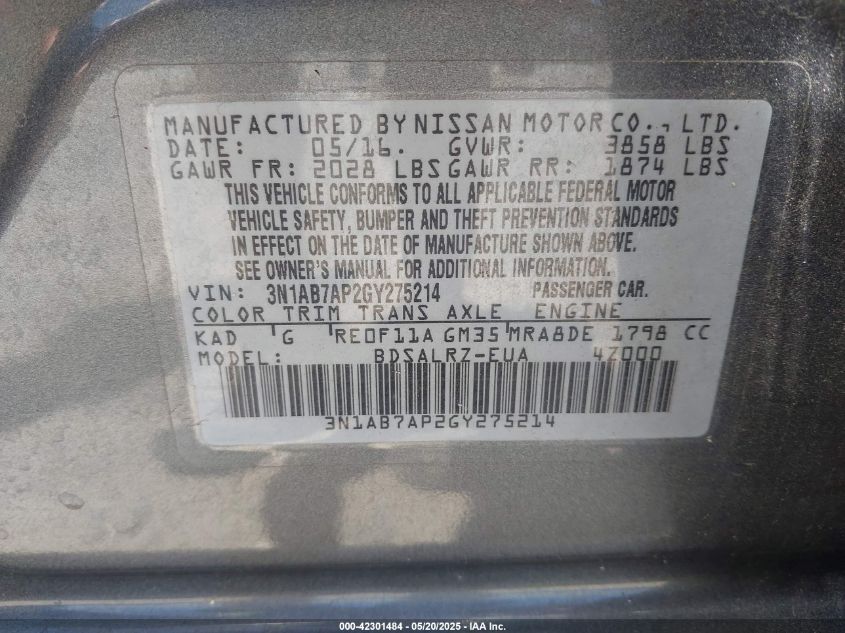 MANUFACTURED BY NISSAN MOTOR CO., LTD.
DATE: 05/16. GVWR: 3858 LBS
GAWR FR: 2028 LBS GAWR RR: 1874 LBS
THIS VEHICLE CONFORMS TO ALL APPLICABLE FEDERAL MOTOR
VEHICLE SAFETY, BUMPER AND THEFT PREVENTION STANDARDS
IN EFFECT ON THE DATE OF MANUFACTURE SHOWN ABOVE.
SEE OWNER'S MANUAL FOR ADDITIONAL INFORMATION.
VIN: 3N1AB7AP2GY275214 PASSENGER CAR.
COLOR TRIM TRANS AXLE ENGINE
KAD G RE0F11A GM35 MRA8DE 1798 CC
MODEL: BDSALRZ-EUA 4Z000
3N1AB7AP2GY275214
000-42301484 | 05/20/2025 - IAA Inc.